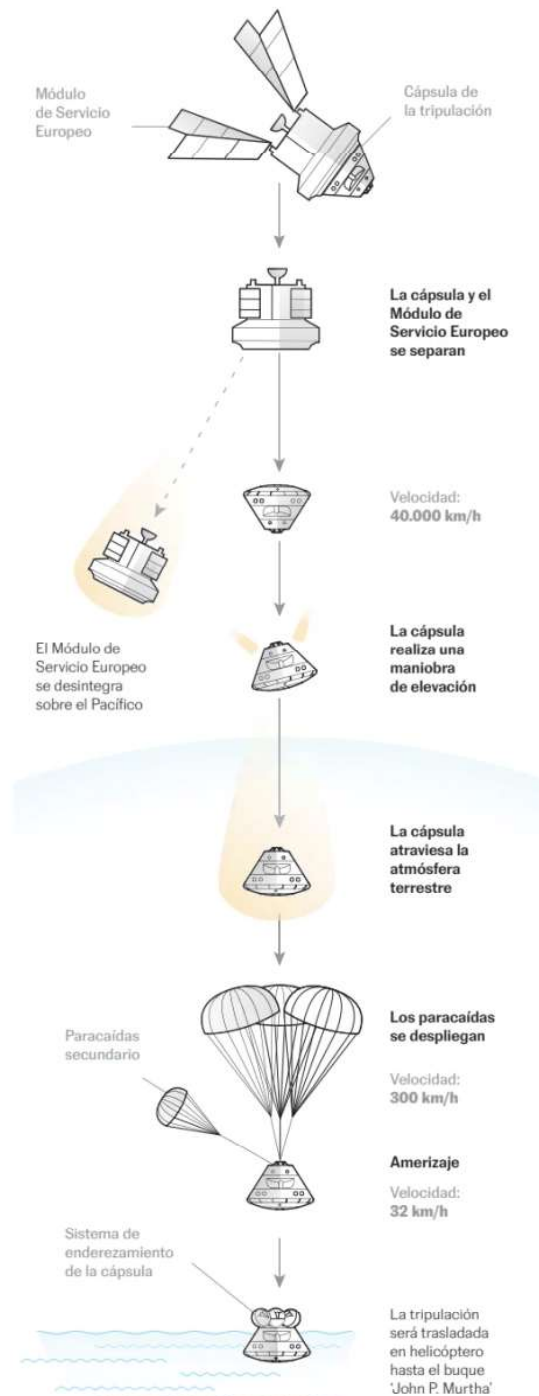 Módulo
de Servicio
Europeo
Cápsula de
la tripulación
La cápsula y el
Módulo de
Servicio Europeo
se separan
Velocidad:
40.000 km/h
El Módulo de
Servicio Europeo
se desintegra
sobre el Pacífico
La cápsula
realiza una
maniobra
de elevación
La cápsula
atraviesa la
atmósfera
terrestre
Los paracaídas
se despliegan
Paracaídas
secundario
Velocidad:
300 km/h
Amerizaje
Velocidad:
32 km/h
Sistema de
enderezamiento
de la cápsula
La tripulación
será trasladada
en helicóptero
hasta el buque
'John P. Murtha'